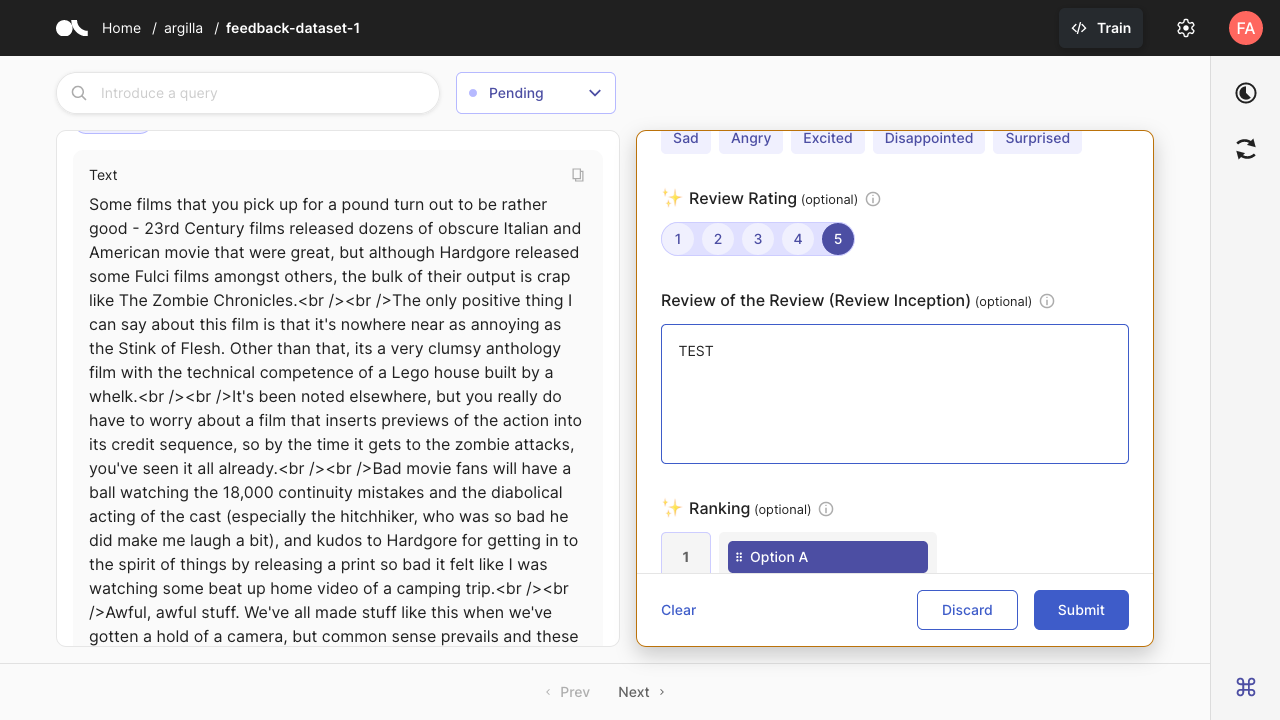 Home / argilla / feedback-dataset-1
Train
FA
Introduce a query
Pending
Text
Some films that you pick up for a pound turn out to be rather
good - 23rd Century films released dozens of obscure Italian and
American movie that were great, but although Hardgore released
some Fulci films amongst others, the bulk of their output is crap
like The Zombie Chronicles.<br /><br />The only positive thing I
can say about this film is that it's nowhere near as annoying as
the Stink of Flesh. Other than that, its a very clumsy anthology
film with the technical competence of a Lego house built by a
whelk.<br /><br />It's been noted elsewhere, but you really do
have to worry about a film that inserts previews of the action into
its credit sequence, so by the time it gets to the zombie attacks,
you've seen it all already.<br /><br />Bad movie fans will have a
ball watching the 18,000 continuity mistakes and the diabolical
acting of the cast (especially the hitchhiker, who was so bad he
did make me laugh a bit), and kudos to Hardgore for getting in to
the spirit of things by releasing a print so bad it felt like I was
watching some beat up home video of a camping trip.<br /><br
/>Awful, awful stuff. We've all made stuff like this when we've
gotten a hold of a camera, but common sense prevails and these
Sad Angry Excited Disappointed Surprised
Review Rating (optional)
1 2 3 4 5
Review of the Review (Review Inception) (optional)
TEST
Ranking (optional)
1 Option A
Clear Discard Submit
Prev Next